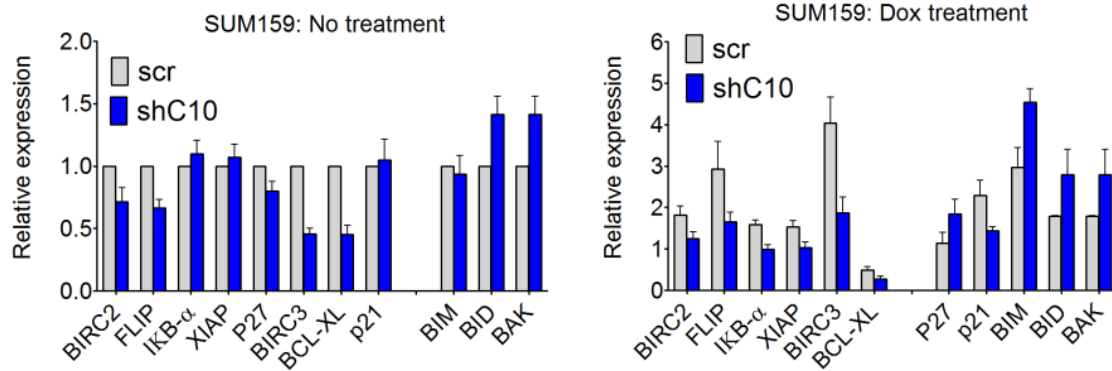 SUM159: No treatment
Relative expression
2.0
1.5
1.0
0.5
0.0
scr
shC10
BIRC2
FLIP
IKB-α
XIAP
P27
BIRC3
BCL-XL
p21
BIM
BID
BAK
SUM159: Dox treatment
Relative expression
6
5
4
3
2
1
0
scr
shC10
BIRC2
FLIP
IKB-α
XIAP
BIRC3
BCL-XL
P27
p21
BIM
BID
BAK